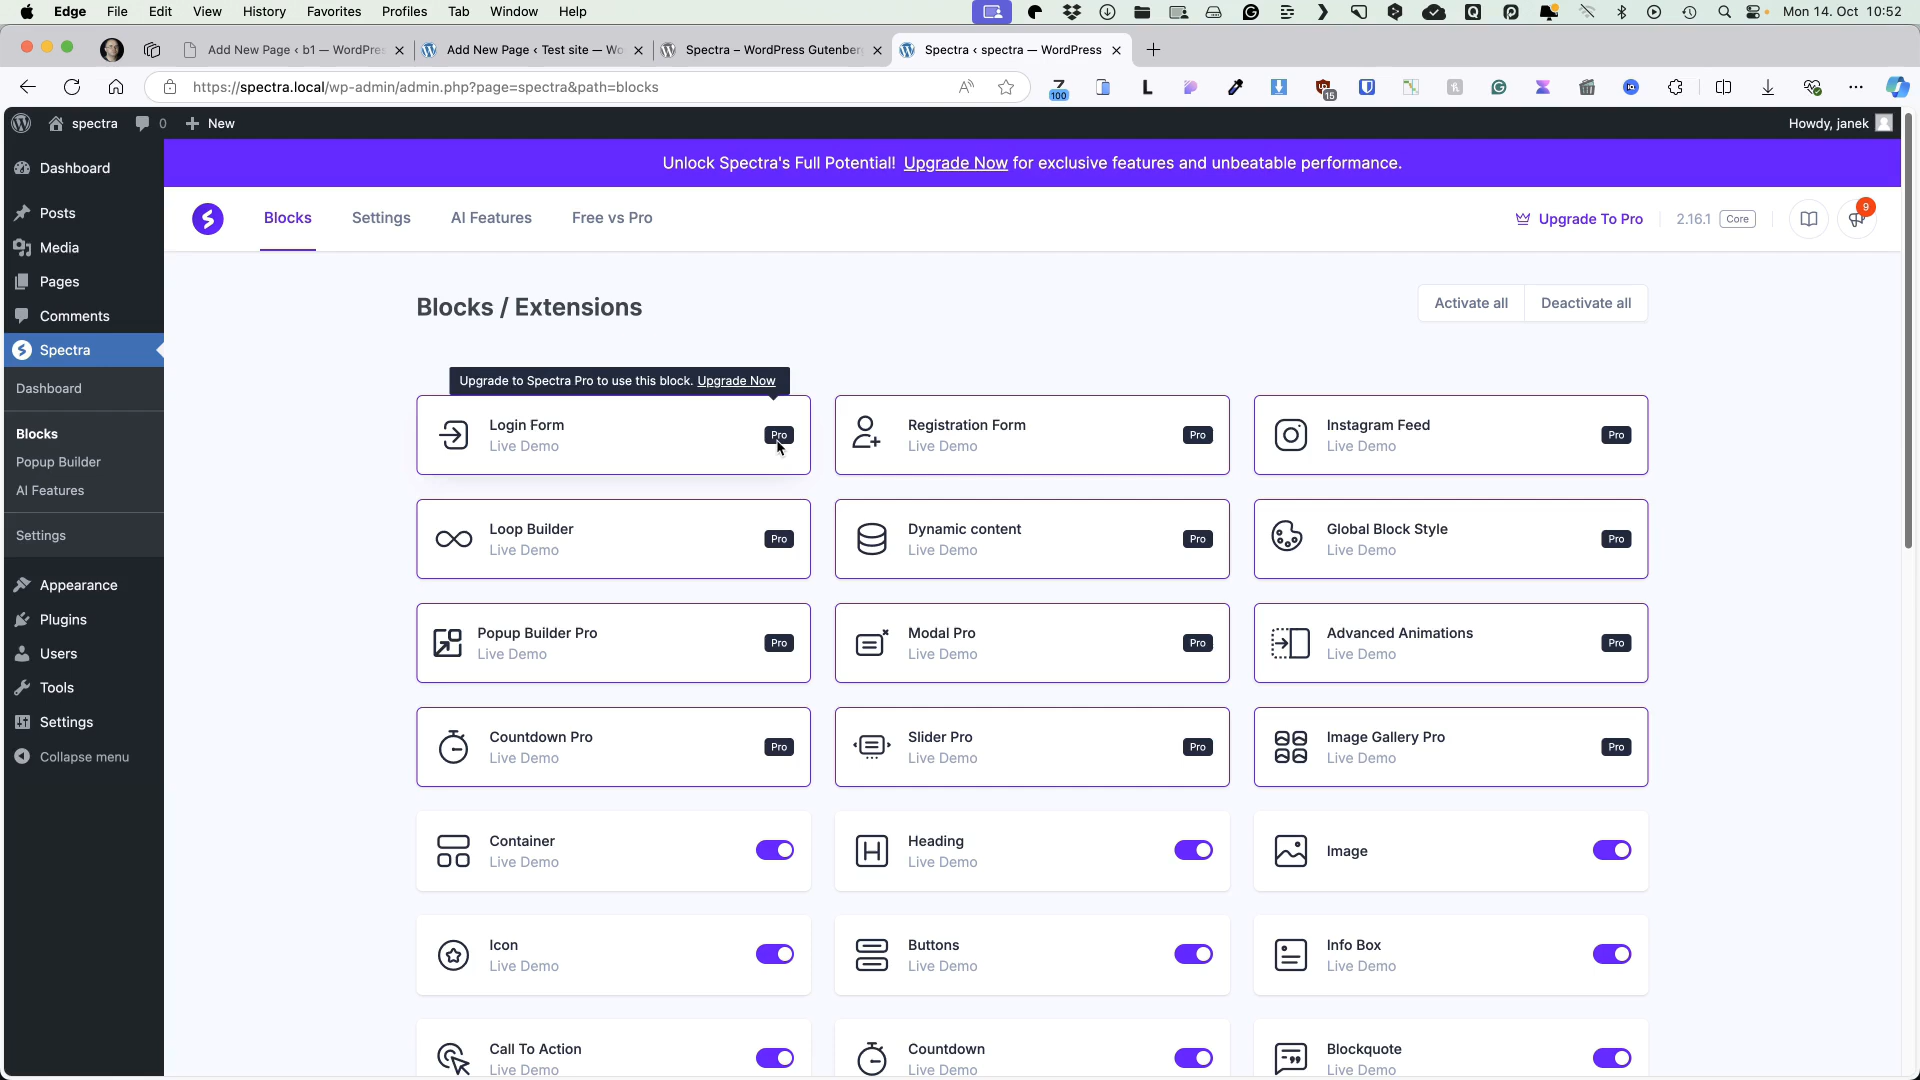 Edge File Edit View History Favorites Profiles Tab Window Help Mon 14. Oct 10:52
Add New Page ‹ b1 — WordPres
Add New Page ‹ Test site — Wo
Spectra – WordPress Gutenber
Spectra ‹ spectra — WordPress
https://spectra.local/wp-admin/admin.php?page=spectra&path=blocks
100
15
spectra 0 New
Howdy, janek
Unlock Spectra's Full Potential! Upgrade Now for exclusive features and unbeatable performance.
Dashboard
Posts
Media
Pages
Comments
Spectra
Dashboard
Blocks
Popup Builder
AI Features
Settings
Appearance
Plugins
Users
Tools
Settings
Collapse menu
Blocks Settings AI Features Free vs Pro
Upgrade To Pro 2.16.1 Core
9
Blocks / Extensions
Activate all Deactivate all
Upgrade to Spectra Pro to use this block. Upgrade Now
Login Form
Live Demo
Pro
Registration Form
Live Demo
Pro
Instagram Feed
Live Demo
Pro
Loop Builder
Live Demo
Pro
Dynamic content
Live Demo
Pro
Global Block Style
Live Demo
Pro
Popup Builder Pro
Live Demo
Pro
Modal Pro
Live Demo
Pro
Advanced Animations
Live Demo
Pro
Countdown Pro
Live Demo
Pro
Slider Pro
Live Demo
Pro
Image Gallery Pro
Live Demo
Pro
Container
Live Demo
Heading
Live Demo
Image
Icon
Live Demo
Buttons
Live Demo
Info Box
Live Demo
Call To Action
Live Demo
Countdown
Live Demo
Blockquote
Live Demo